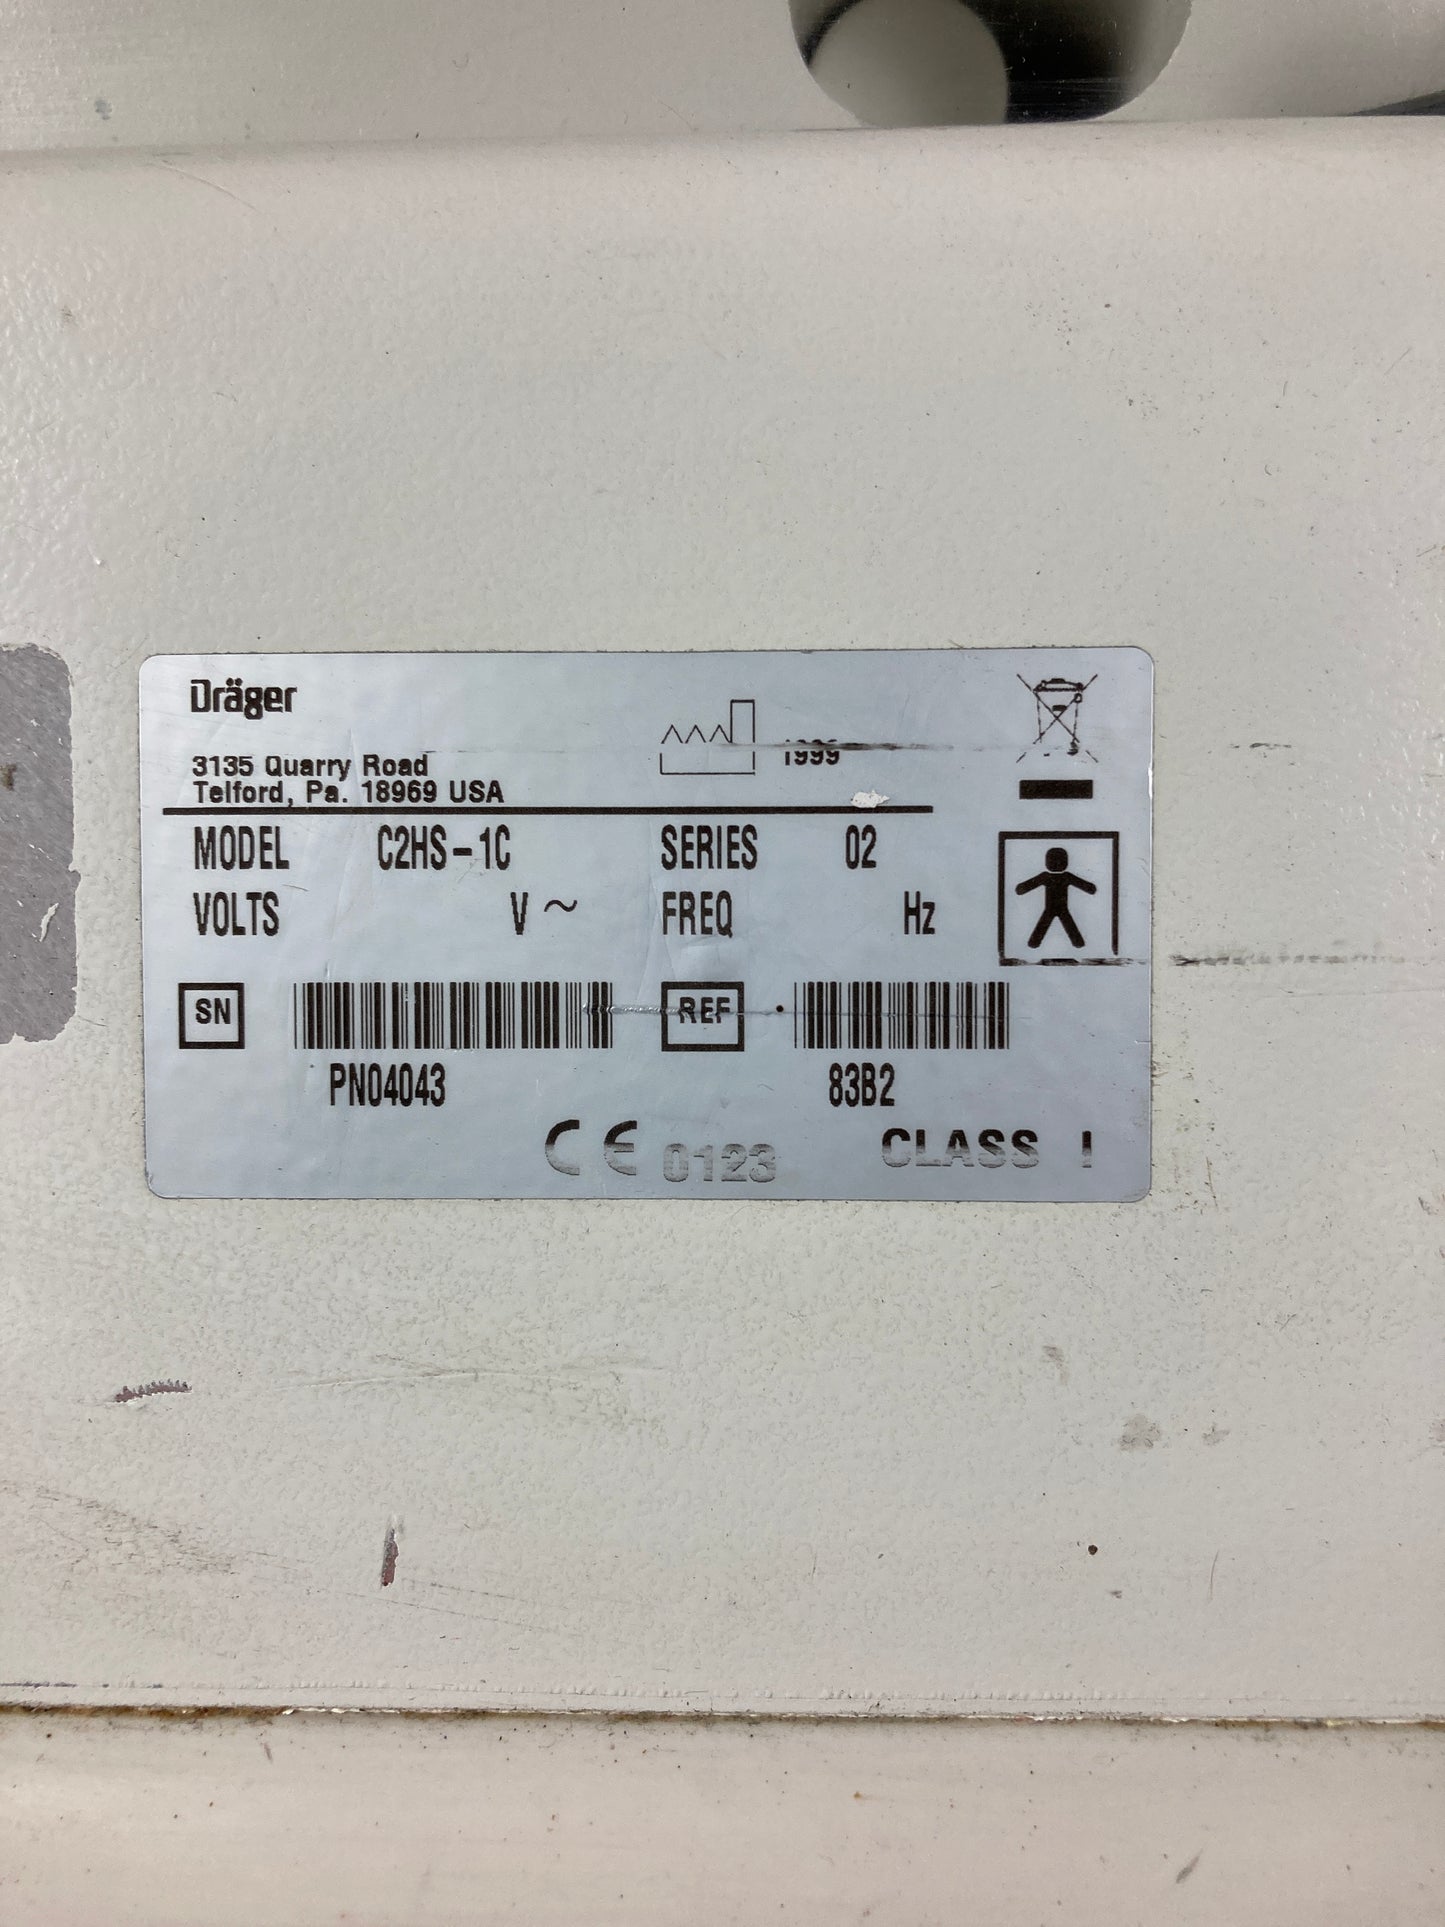 Dräger
3135 Quarry Road
Telford, Pa. 18969 USA
1999
MODEL C2HS-1C SERIES 02
VOLTS V ~ FREQ Hz
SN REF
PN04043 83B2
CE 0123 CLASS I